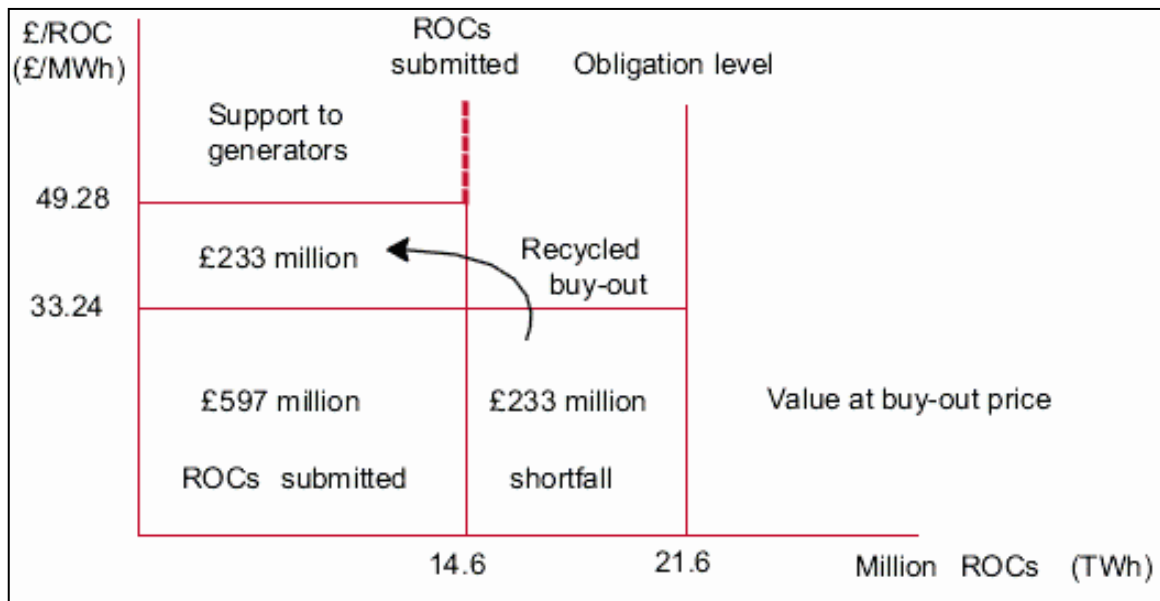 £/ROC
(£/MWh)
ROCs
submitted
Obligation level
Support to
generators
49.28
£233 million
Recycled
buy-out
33.24
£597 million
£233 million
Value at buy-out price
ROCs submitted
shortfall
14.6
21.6
Million ROCs (TWh)